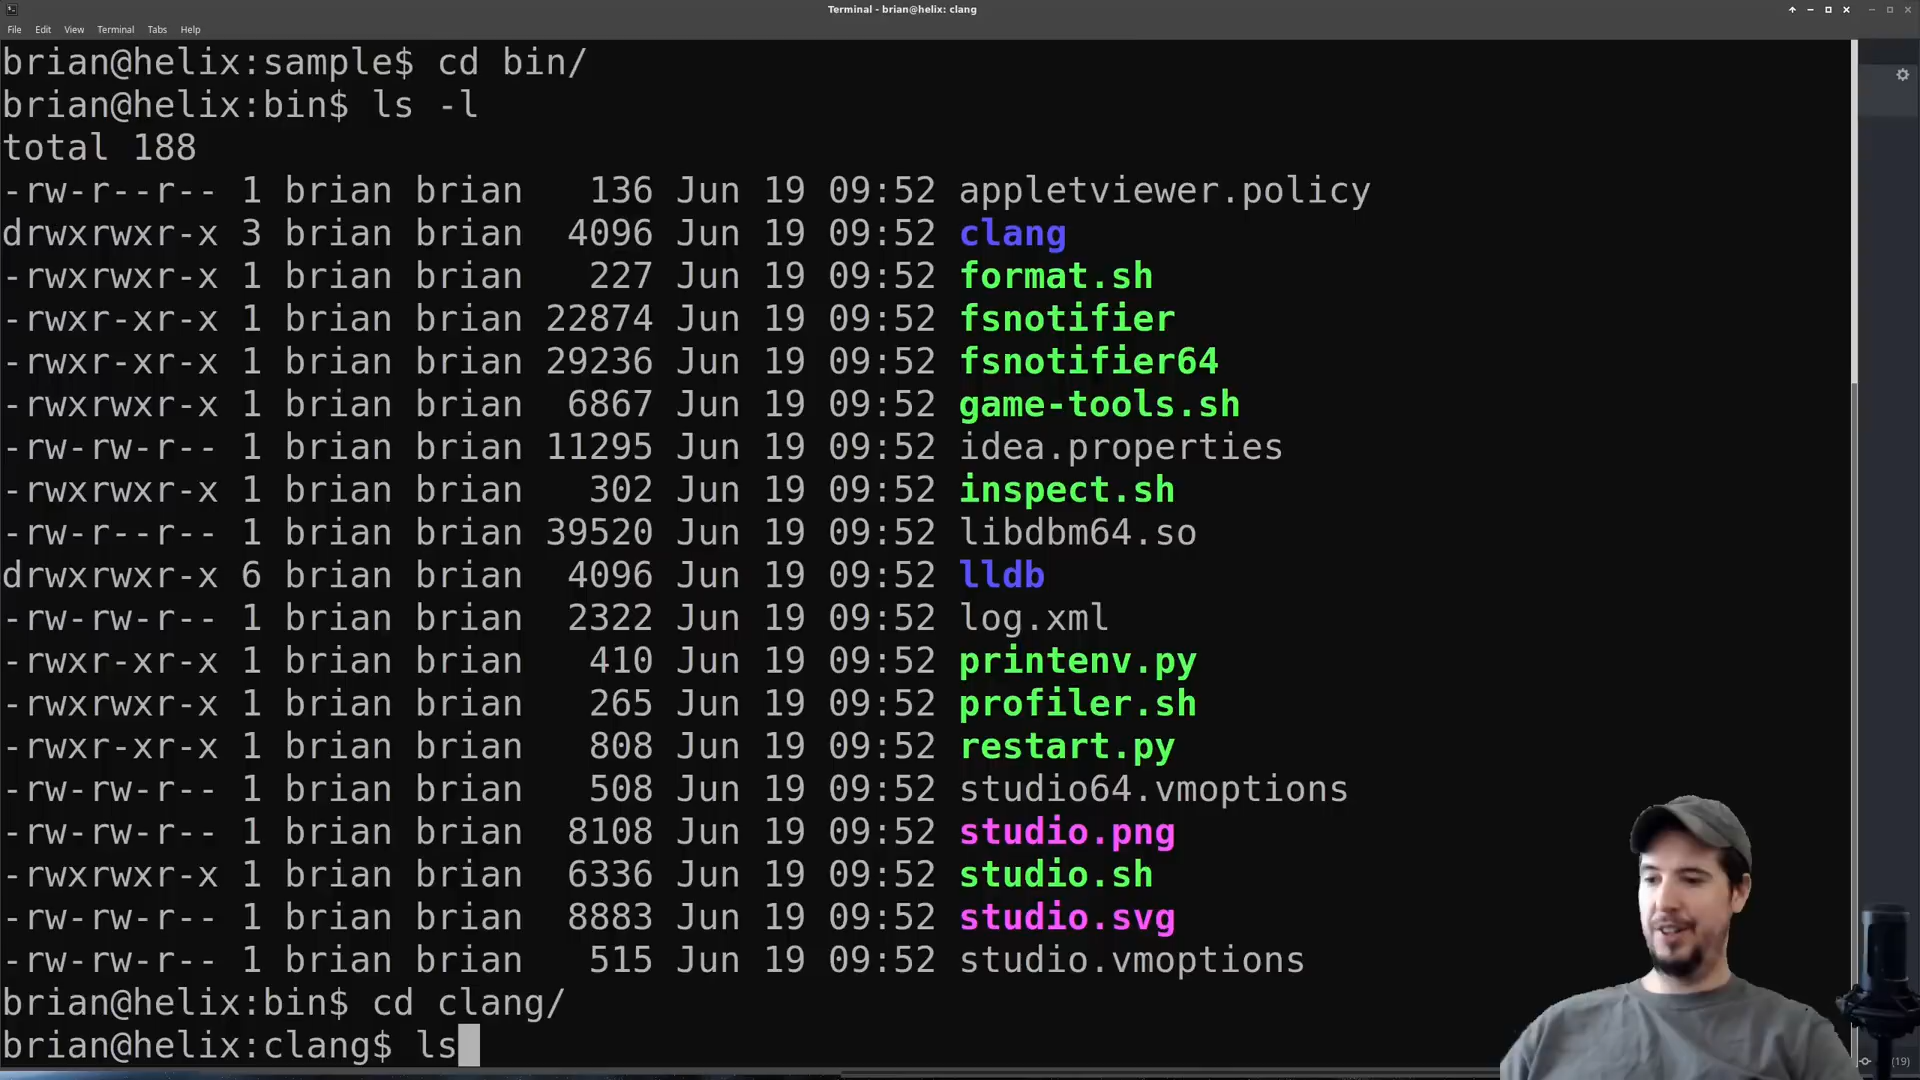 Terminal - brian@helix: clang
File Edit View Terminal Tabs Help
brian@helix:sample$ cd bin/
brian@helix:bin$ ls -l
total 188
-rw-r--r-- 1 brian brian   136 Jun 19 09:52 appletviewer.policy
drwxrwxr-x 3 brian brian  4096 Jun 19 09:52 clang
-rwxrwxr-x 1 brian brian   227 Jun 19 09:52 format.sh
-rwxr-xr-x 1 brian brian 22874 Jun 19 09:52 fsnotifier
-rwxr-xr-x 1 brian brian 29236 Jun 19 09:52 fsnotifier64
-rwxrwxr-x 1 brian brian  6867 Jun 19 09:52 game-tools.sh
-rw-rw-r-- 1 brian brian 11295 Jun 19 09:52 idea.properties
-rwxrwxr-x 1 brian brian   302 Jun 19 09:52 inspect.sh
-rw-r--r-- 1 brian brian 39520 Jun 19 09:52 libdbm64.so
drwxrwxr-x 6 brian brian  4096 Jun 19 09:52 lldb
-rw-rw-r-- 1 brian brian  2322 Jun 19 09:52 log.xml
-rwxr-xr-x 1 brian brian   410 Jun 19 09:52 printenv.py
-rwxrwxr-x 1 brian brian   265 Jun 19 09:52 profiler.sh
-rwxr-xr-x 1 brian brian   808 Jun 19 09:52 restart.py
-rw-rw-r-- 1 brian brian   508 Jun 19 09:52 studio64.vmoptions
-rw-rw-r-- 1 brian brian  8108 Jun 19 09:52 studio.png
-rwxrwxr-x 1 brian brian  6336 Jun 19 09:52 studio.sh
-rw-rw-r-- 1 brian brian  8883 Jun 19 09:52 studio.svg
-rw-rw-r-- 1 brian brian   515 Jun 19 09:52 studio.vmoptions
brian@helix:bin$ cd clang/
brian@helix:clang$ ls
(19)